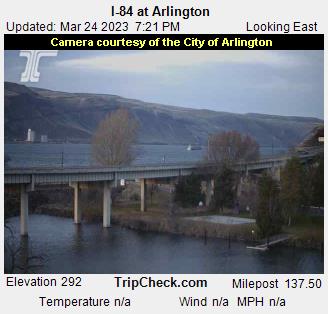 I-84 at Arlington
Updated: Mar 24 2023 7:21 PM Looking East
Camera courtesy of the City of Arlington
Elevation 292 TripCheck.com Milepost 137.50
Temperature n/a Wind n/a MPH n/a